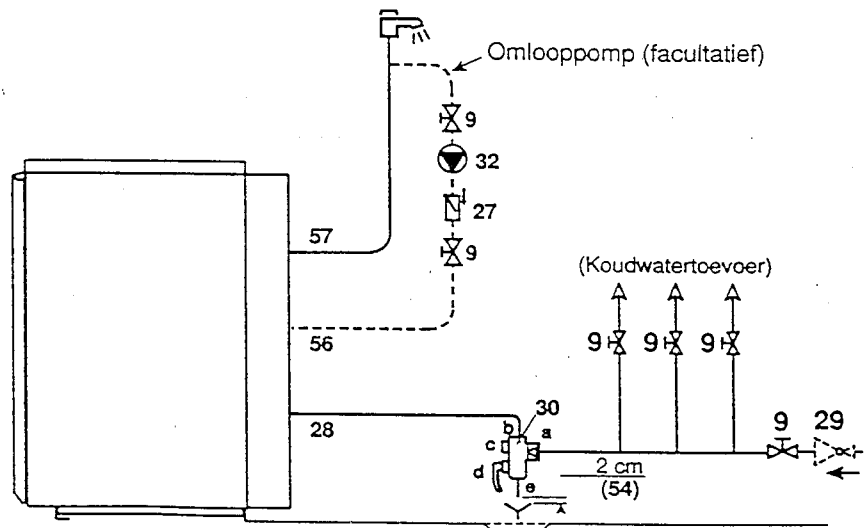 Omlooppomp (facultatief)
9
32
27
9
57
(Koudwatertoevoer)
56
9 9 9
30
9 29
28
b a
c
d
2 cm
(54)
e
A